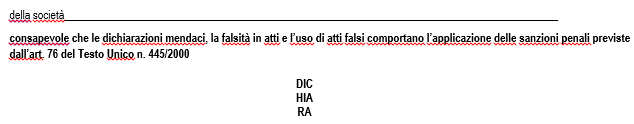 della società_______________________________________________________________________________
consapevole che le dichiarazioni mendaci, la falsità in atti e l'uso di atti falsi comportano l'applicazione delle sanzioni penali previste
dall'art. 76 del Testo Unico n. 445/2000
DIC
HIA
RA